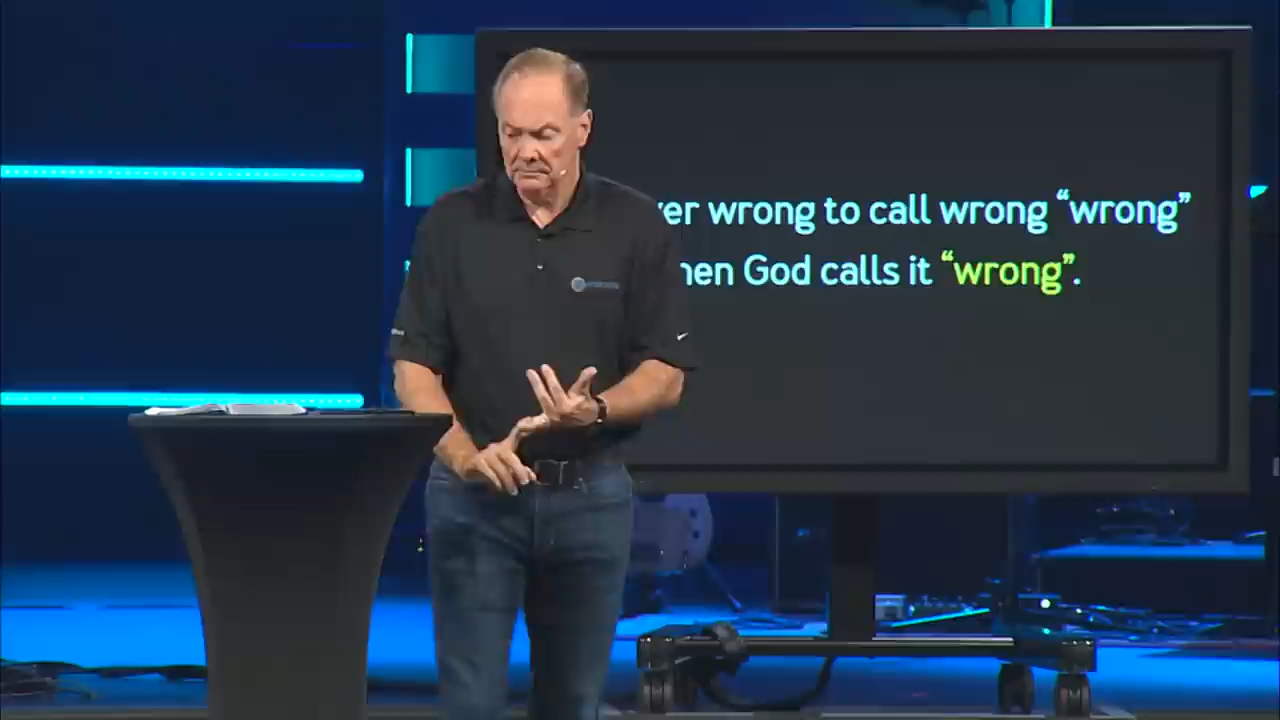 ver wrong to call wrong “wrong”
hen God calls it “wrong”.